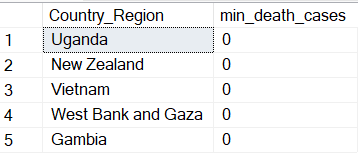 Country_Region min_death_cases
1 Uganda 0
2 New Zealand 0
3 Vietnam 0
4 West Bank and Gaza 0
5 Gambia 0